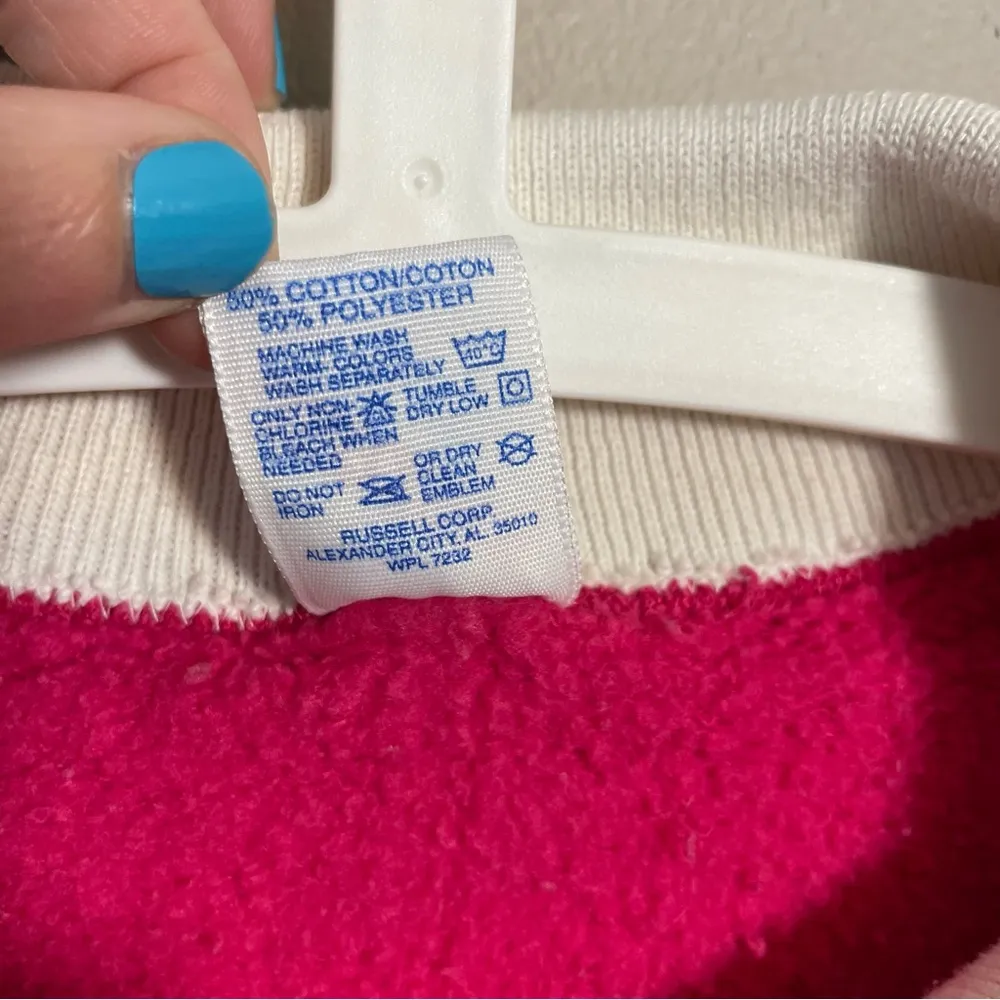 50% COTTON/COTON
50% POLYESTER
MACHINE WASH
WARM- COLORS
WASH SEPARATELY
40°C
ONLY NON-
CHLORINE
BLEACH WHEN
NEEDED
TUMBLE
DRY LOW
DO NOT
IRON
OR DRY
CLEAN
EMBLEM
RUSSELL CORP.
ALEXANDER CITY, AL. 35010
WPL 7232